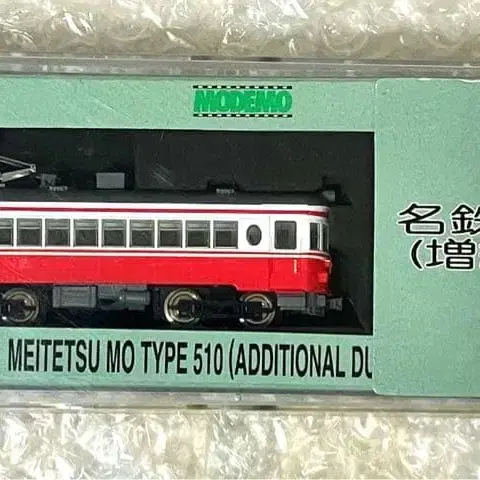 MODEMO
名鉄
(増
MEITETSU MO TYPE 510 (ADDITIONAL DU